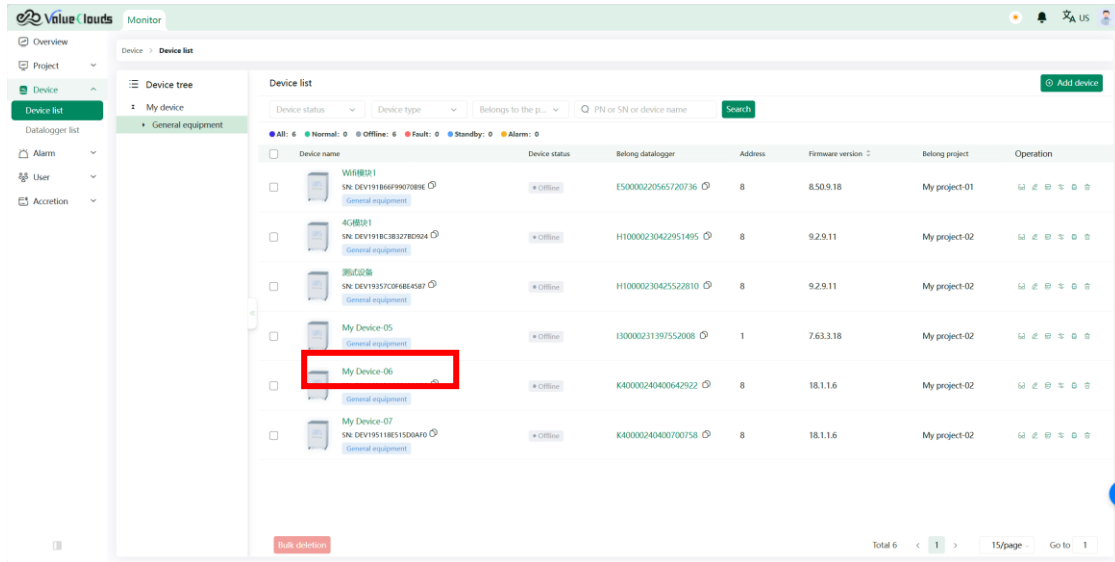 ValueClouds
Monitor
US
Overview
Project
Device
Device list
Datalogger list
Alarm
User
Accretion
Device > Device list
Device tree
My device
General equipment
Device list
Add device
Device status
Device type
Belongs to the p...
PN or SN or device name
Search
All: 6 Normal: 0 Offline: 6 Fault: 0 Standby: 0 Alarm: 0
Device name Device status Belong datalogger Address Firmware version Belong project Operation
Wifi模块1
SN: DEV191B66F99070B9E
General equipment
Offline E50000220565720736 8 8.50.9.18 My project-01
4G模块1
SN: DEV191BC3B327BD924
General equipment
Offline H10000230422951495 8 9.2.9.11 My project-02
测试设备
SN: DEV19357C0F6BE4587
General equipment
Offline H10000230425522810 8 9.2.9.11 My project-02
My Device-05
General equipment
Offline I30000231397552008 1 7.63.3.18 My project-02
My Device-06
General equipment
Offline K40000240400642922 8 18.1.1.6 My project-02
My Device-07
SN: DEV195118E515D0AF0
General equipment
Offline K40000240400700758 8 18.1.1.6 My project-02
Bulk deletion
Total 6 < 1 > 15/page Go to 1